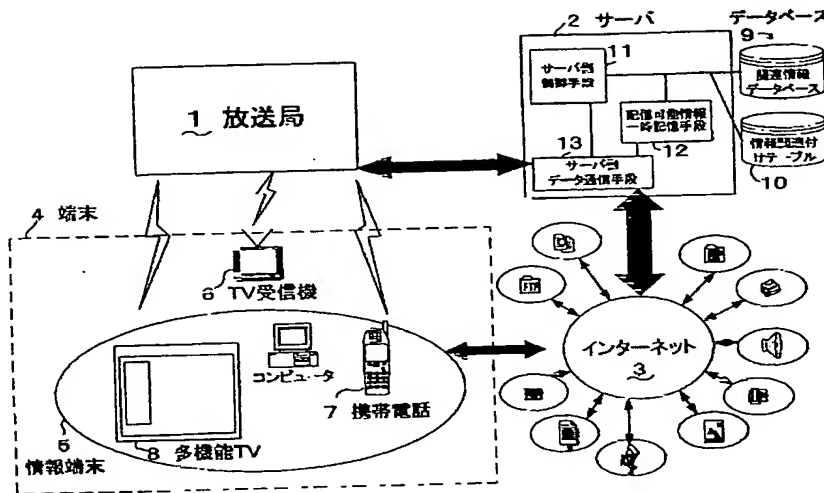 1 放送局
2 サーバ
データベース
9
11
サーバ側
制御手段
関連情報
データベース
記憶可能情報
一時記憶手段
12
13
サーバ側
データ通信手段
情報関連付
けテーブル
10
4 端末
6 TV受信機
コンピュータ
7 携帯電話
8 多機能TV
5
情報端末
インターネット
3
FTP